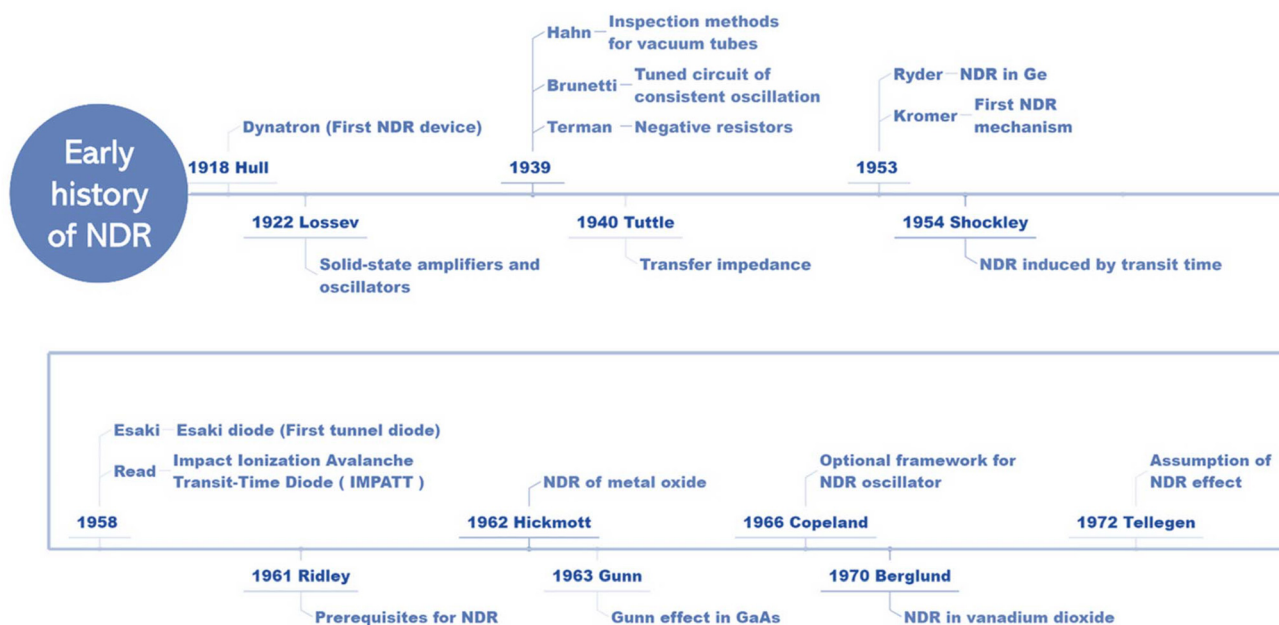 Early
history
of NDR
Dynatron (First NDR device)
1918 Hull
1922 Lossev
Solid-state amplifiers and
oscillators
Hahn
Inspection methods
for vacuum tubes
Brunetti
Tuned circuit of
consistent oscillation
Terman
Negative resistors
1939
1940 Tuttle
Transfer impedance
Ryder
NDR in Ge
Kromer
First NDR
mechanism
1953
1954 Shockley
NDR induced by transit time
Esaki
Esaki diode (First tunnel diode)
Read
Impact Ionization Avalanche
Transit-Time Diode ( IMPATT )
1958
1961 Ridley
Prerequisites for NDR
NDR of metal oxide
1962 Hickmott
1963 Gunn
Gunn effect in GaAs
Optional framework for
NDR oscillator
1966 Copeland
1970 Berglund
NDR in vanadium dioxide
Assumption of
NDR effect
1972 Tellegen